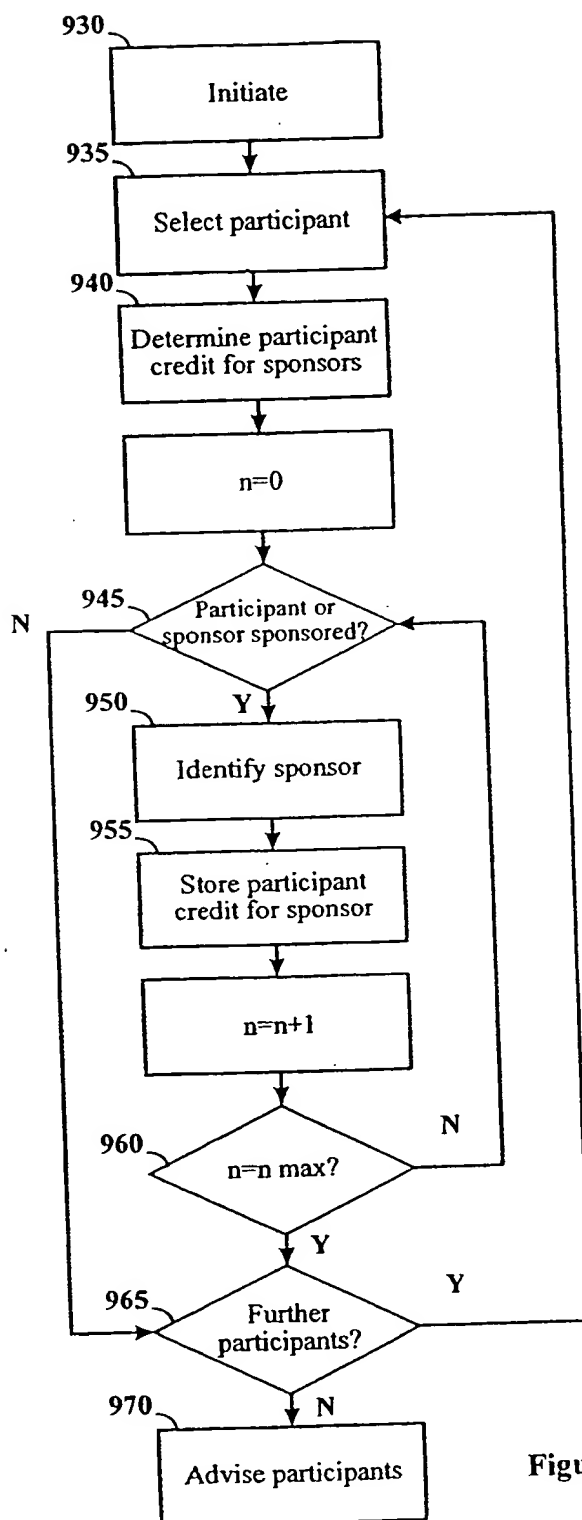 930
Initiate
935
Select participant
940
Determine participant
credit for sponsors
n=0
945
N
Participant or
sponsor sponsored?
Y
950
Identify sponsor
955
Store participant
credit for sponsor
n=n+1
960
N
n=n max?
Y
965
Y
Further
participants?
970
N
Advise participants
Figu